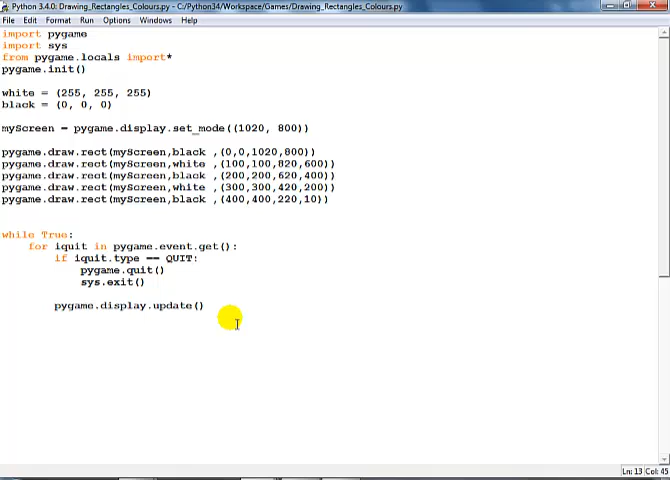 Python 3.4.0: Drawing_Rectangles_Colours.py - C:/Python34/Workspace/Games/Drawing_Rectangles_Colours.py
File Edit Format Run Options Windows Help
import pygame
import sys
from pygame.locals import*
pygame.init()
white = (255, 255, 255)
black = (0, 0, 0)
myScreen = pygame.display.set_mode((1020, 800))
pygame.draw.rect(myScreen,black ,(0,0,1020,800))
pygame.draw.rect(myScreen,white ,(100,100,820,600))
pygame.draw.rect(myScreen,black ,(200,200,620,400))
pygame.draw.rect(myScreen,white ,(300,300,420,200))
pygame.draw.rect(myScreen,black ,(400,400,220,10))
while True:
    for iquit in pygame.event.get():
        if iquit.type == QUIT:
            pygame.quit()
            sys.exit()
        pygame.display.update()
Ln: 13 Col: 45